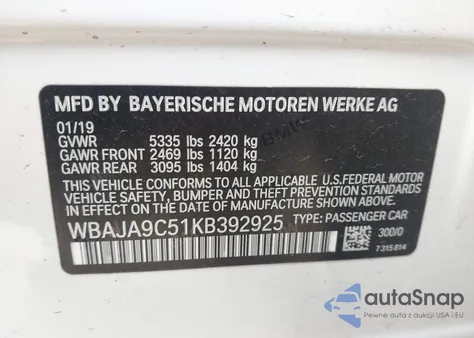 MFD BY BAYERISCHE MOTOREN WERKE AG
01/19
GVWR 5335 lbs 2420 kg
GAWR FRONT 2469 lbs 1120 kg
GAWR REAR 3095 lbs 1404 kg
THIS VEHICLE CONFORMS TO ALL APPLICABLE
U.S.FEDERAL MOTOR VEHICLE SAFETY, BUMPER, AND THEFT PREVENTION STANDARDS
IN EFFECT ON THE DATE OF MANUFACTURE SHOWN ABOVE.
WBAJA9C51KB392925 TYPE: PASSENGER CAR
300/0
7 315 814
autoSnap
Pewne auta z aukcji USA i EU